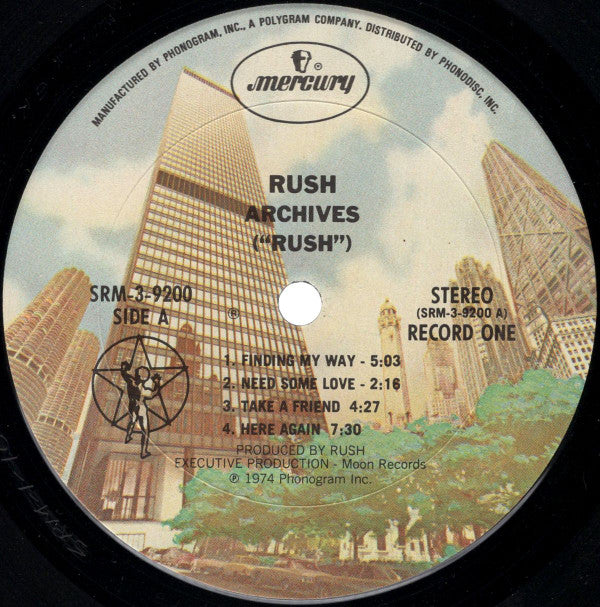 MANUFACTURED BY PHONOGRAM, INC., A POLYGRAM COMPANY. DISTRIBUTED BY PHONODISC, INC.
®
mercury
RUSH
ARCHIVES
("RUSH")
SRM-3-9200
SIDE A
®
STEREO
(SRM-3-9200 A)
RECORD ONE
1. FINDING MY WAY - 5:03
2. NEED SOME LOVE - 2:16
3. TAKE A FRIEND 4:27
4. HERE AGAIN 7:30
PRODUCED BY RUSH
EXECUTIVE PRODUCTION - Moon Records
℗ 1974 Phonogram Inc.